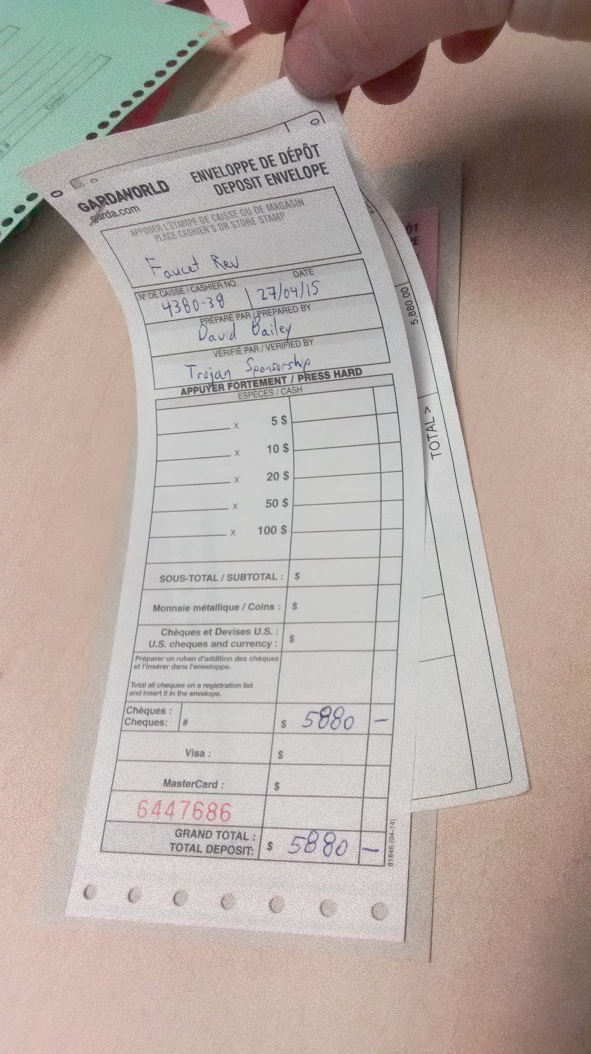 GARDAWORLD
garda.com
ENVELOPPE DE DÉPÔT
DEPOSIT ENVELOPE
APPOSER L'ÉTAMPE DE CAISSE OU DE MAGASIN
PLACE CASHIER'S OR STORE STAMP
Faucet Rev
N° DE CAISSE / CASHIER NO. DATE
4380-38 27/04/15
PRÉPARÉ PAR / PREPARED BY
David Bailey
VÉRIFIÉ PAR / VERIFIED BY
Trojan Sponsorship
APPUYER FORTEMENT / PRESS HARD
ESPÈCES / CASH
x 5 $
x 10 $
x 20 $
x 50 $
x 100 $
SOUS-TOTAL / SUBTOTAL : $
Monnaie métallique / Coins : $
Chèques et Devises U.S. :
U.S. cheques and currency : $
Préparer un ruban d'addition des chèques
et l'insérer dans l'enveloppe.
Total all cheques on a registration list
and insert it in the envelope.
Chèques :
Cheques: # $ 5880 –
Visa : $
MasterCard : $
6447686
GRAND TOTAL :
TOTAL DEPOSIT: $ 5880 –
81846 (04-14)
5,880.00
TOTAL >